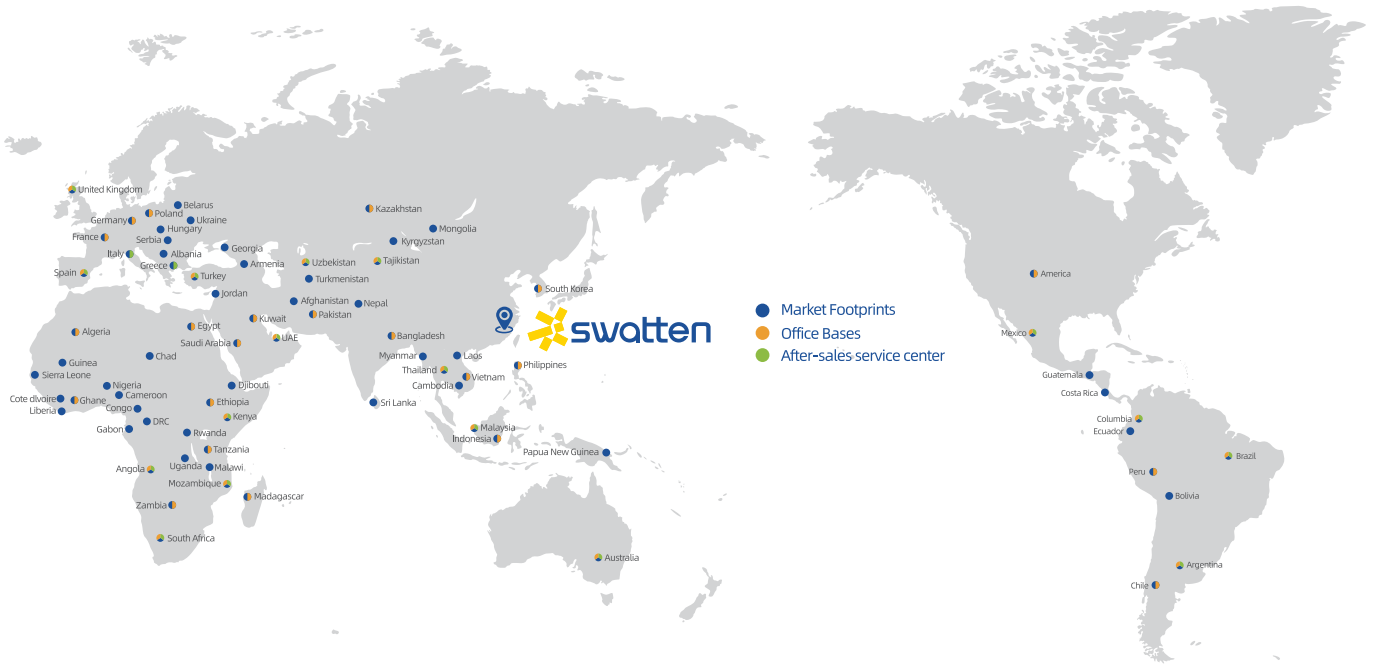 United Kingdom
Belarus
Poland
Germany
Ukraine
Hungary
France
Serbia
Georgia
Italy
Albania
Greece
Armenia
Spain
Turkey
Jordan
Kazakhstan
Mongolia
Kyrgyzstan
Uzbekistan
Tajikistan
Turkmenistan
Afghanistan
Nepal
Pakistan
South Korea
Kuwait
Egypt
Algeria
Saudi Arabia
UAE
Bangladesh
swatten
Chad
Guinea
Sierra Leone
Nigeria
Djibouti
Cameroon
Cote dlvoire
Ghane
Congo
Liberia
Ethiopia
Kenya
DRC
Gabon
Rwanda
Tanzania
Uganda
Malawi
Angola
Mozambique
Madagascar
Zambia
South Africa
Myanmar
Laos
Thailand
Vietnam
Cambodia
Philippines
Sri Lanka
Malaysia
Indonesia
Papua New Guinea
Australia
Market Footprints
Office Bases
After-sales service center
America
Mexico
Guatemala
Costa Rica
Columbia
Ecuador
Brazil
Peru
Bolivia
Argentina
Chile